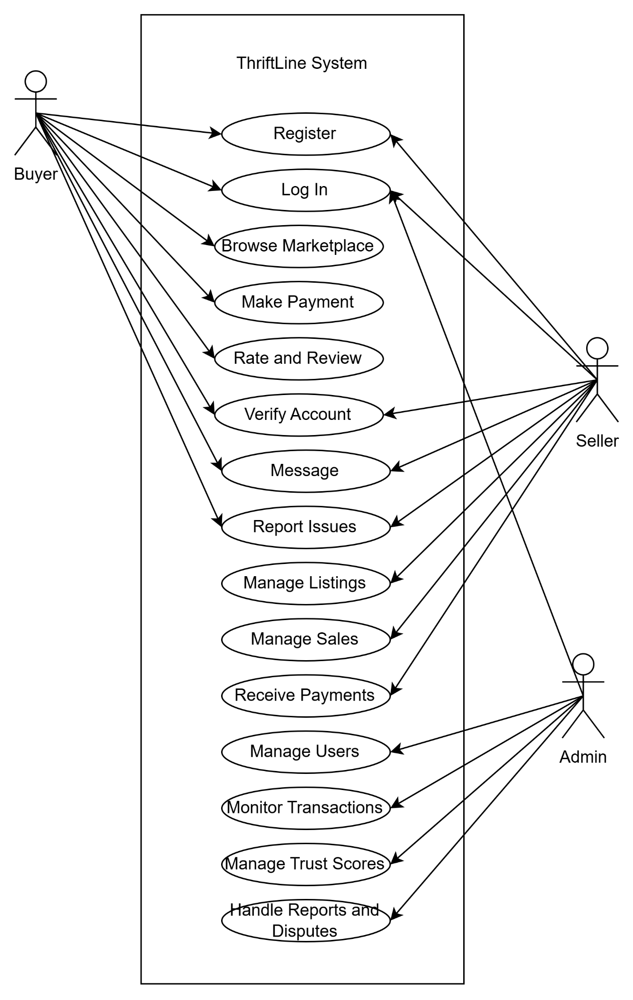 ThriftLine System
Register
Buyer
Log In
Browse Marketplace
Make Payment
Rate and Review
Verify Account
Seller
Message
Report Issues
Manage Listings
Manage Sales
Receive Payments
Manage Users
Admin
Monitor Transactions
Manage Trust Scores
Handle Reports and
Disputes